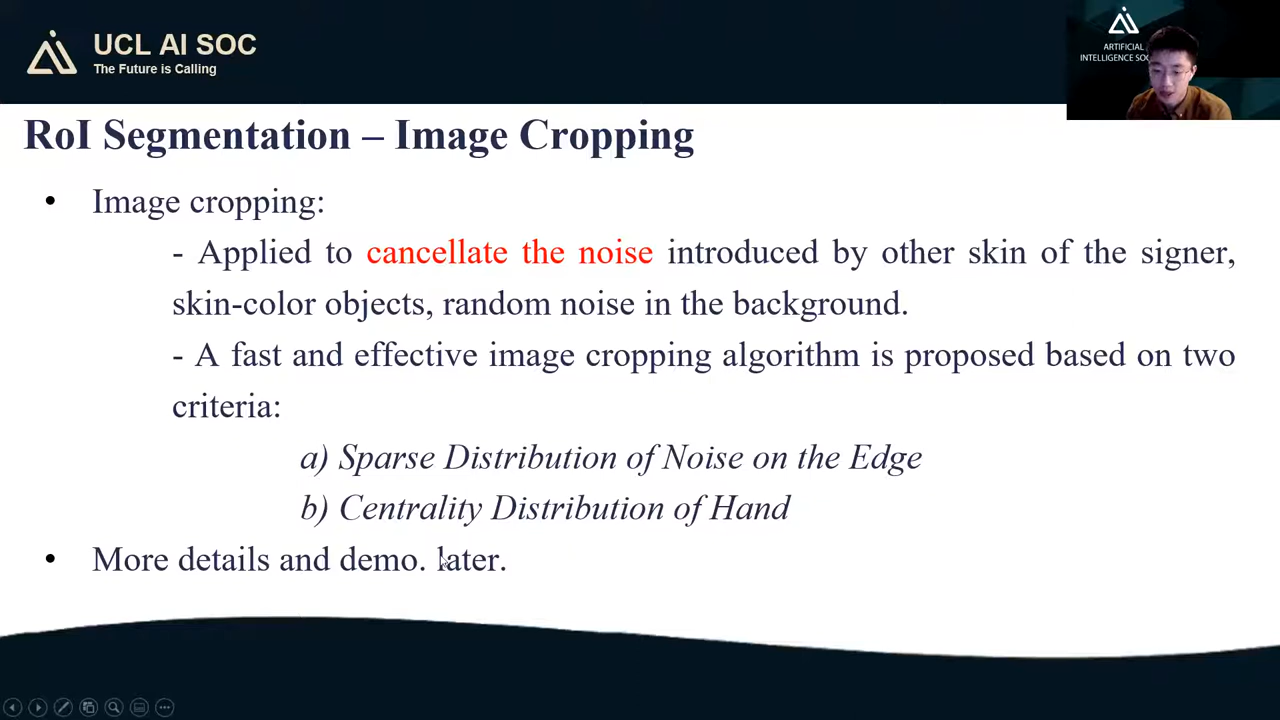 UCL AI SOC
The Future is Calling
ARTIFICIAL
INTELLIGENCE SOC
RoI Segmentation – Image Cropping
• Image cropping:
- Applied to cancellate the noise introduced by other skin of the signer,
skin-color objects, random noise in the background.
- A fast and effective image cropping algorithm is proposed based on two
criteria:
a) Sparse Distribution of Noise on the Edge
b) Centrality Distribution of Hand
• More details and demo. later.